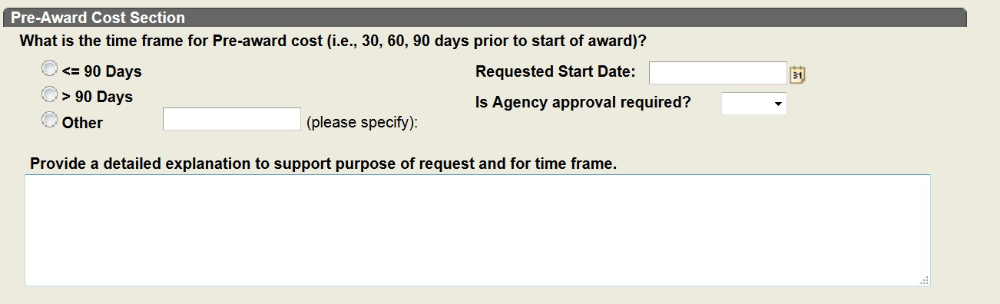 Pre-Award Cost Section
What is the time frame for Pre-award cost (i.e., 30, 60, 90 days prior to start of award)?
<= 90 Days
Requested Start Date:
31
> 90 Days
Is Agency approval required?
Other
(please specify):
Provide a detailed explanation to support purpose of request and for time frame.